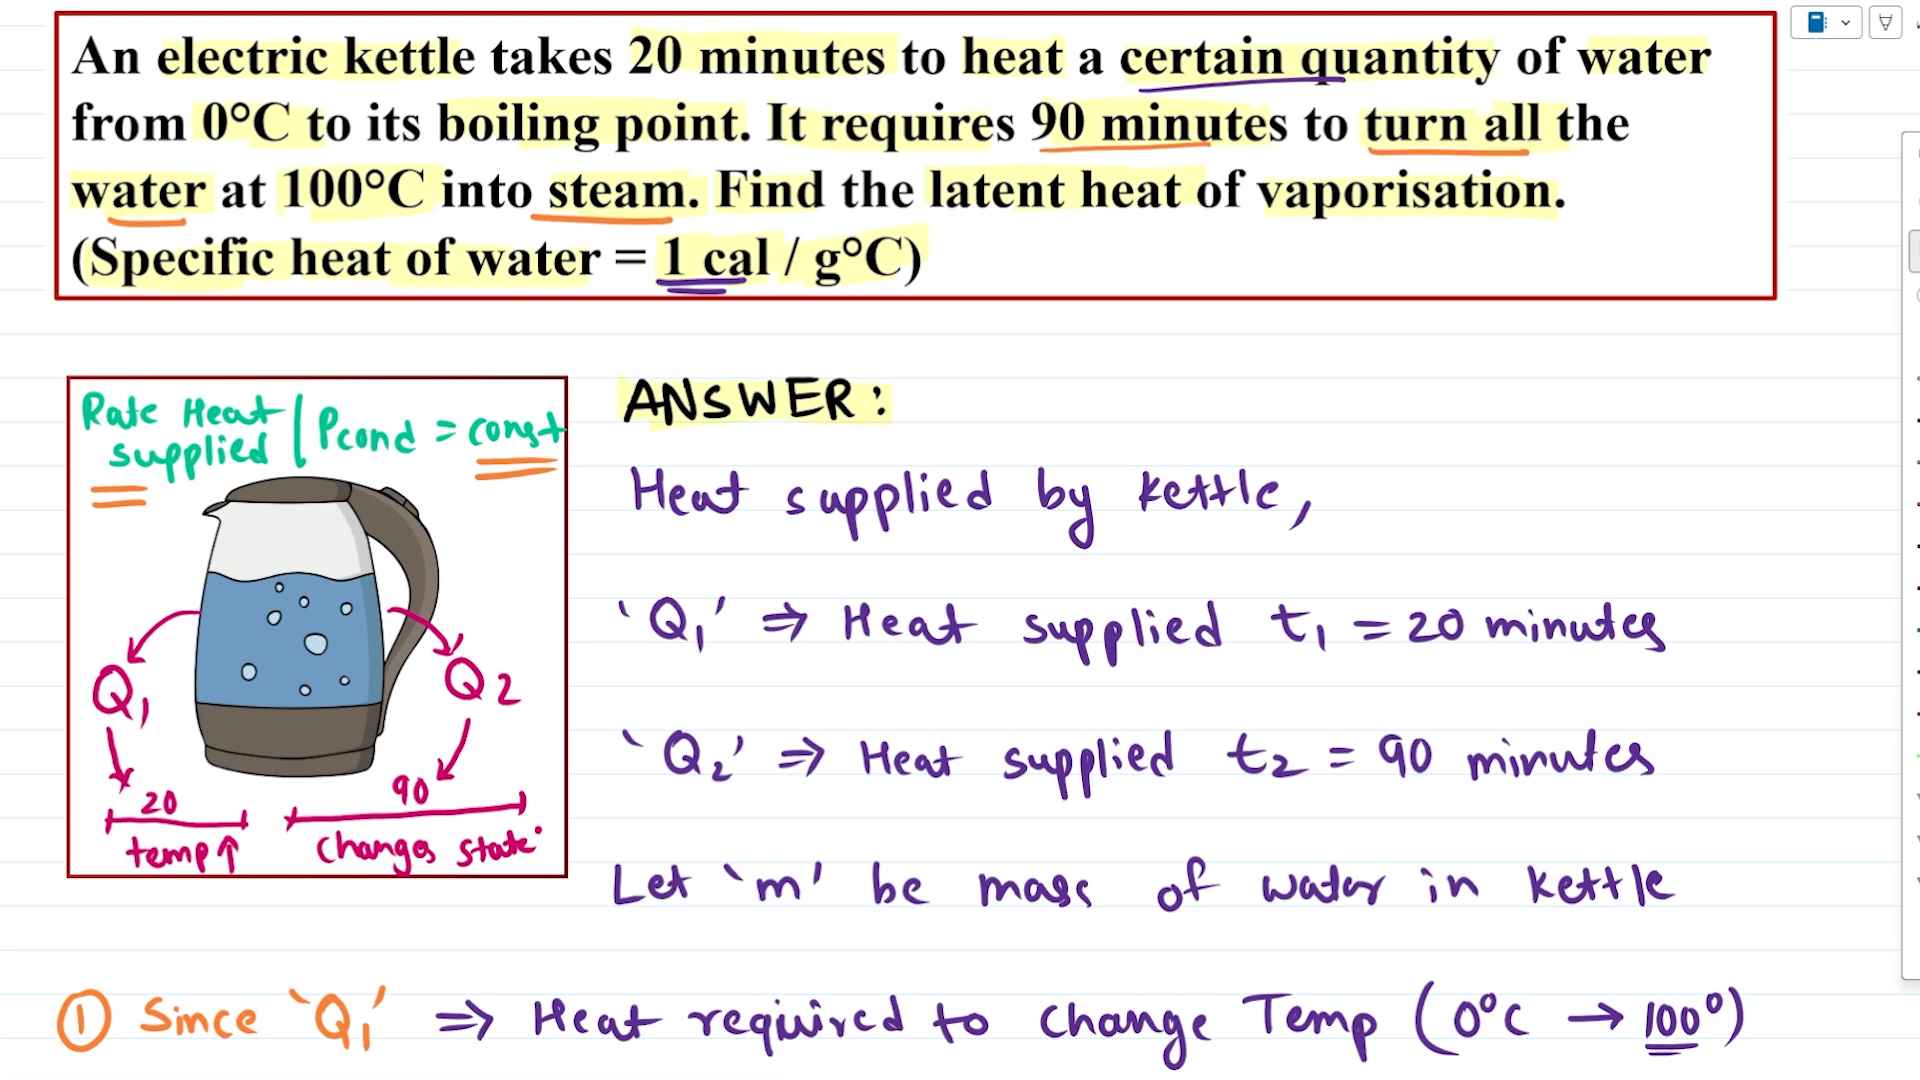 An electric kettle takes 20 minutes to heat a certain quantity of water
from 0°C to its boiling point. It requires 90 minutes to turn all the
water at 100°C into steam. Find the latent heat of vaporisation.
(Specific heat of water = 1 cal / g°C)
Rate Heat supplied | Pcond = const
Q1
Q2
20
temp ↑
90
changes state
ANSWER:
Heat supplied by kettle,
'Q1' ⇒ Heat supplied t1 = 20 minutes
'Q2' ⇒ Heat supplied t2 = 90 minutes
Let 'm' be mass of water in kettle
① Since 'Q1' ⇒ Heat required to change Temp (0°C → 100°)